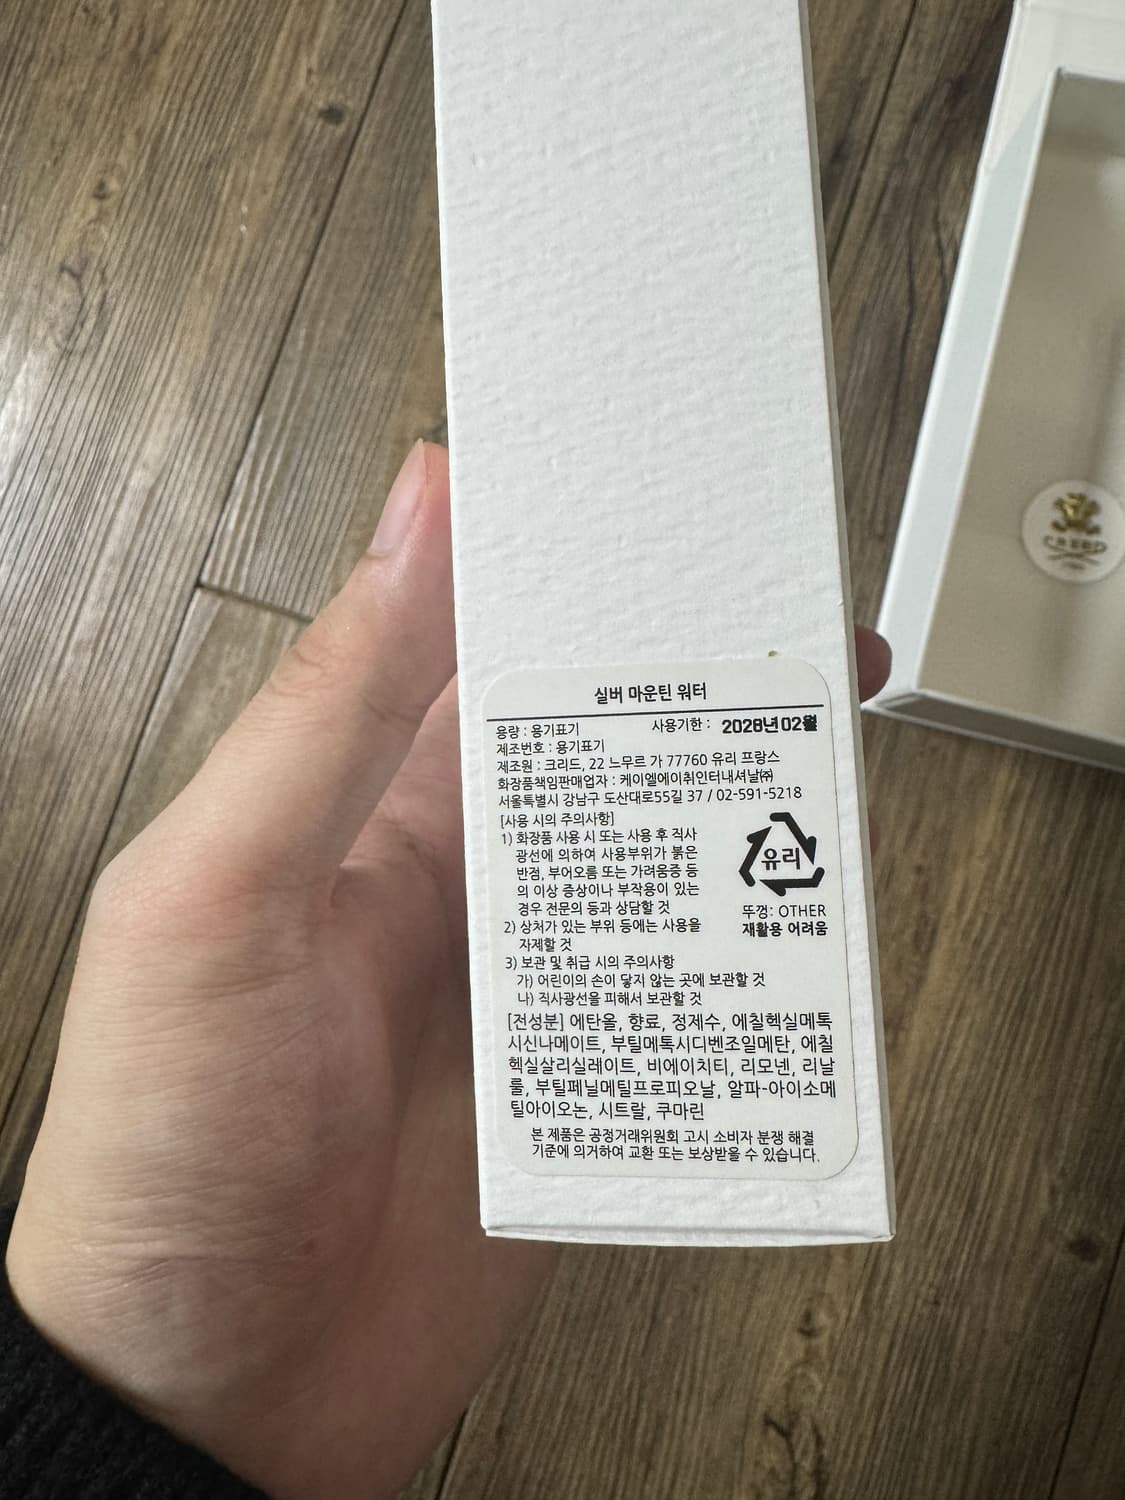 실버 마운틴 워터
용량 : 용기표기
사용기한 : 2028년 02월
제조번호 : 용기표기
제조원 : 크리드, 22 느무르 가 77760 유리 프랑스
화장품책임판매업자 : 케이엘에이취인터내셔날㈜
서울특별시 강남구 도산대로55길 37 / 02-591-5218
[사용 시의 주의사항]
1) 화장품 사용 시 또는 사용 후 직사
광선에 의하여 사용부위가 붉은
반점, 부어오름 또는 가려움증 등
의 이상 증상이나 부작용이 있는
경우 전문의 등과 상담할 것
2) 상처가 있는 부위 등에는 사용을
자제할 것
3) 보관 및 취급 시의 주의사항
가) 어린이의 손이 닿지 않는 곳에 보관할 것
나) 직사광선을 피해서 보관할 것
유리
뚜껑: OTHER
재활용 어려움
[전성분] 에탄올, 향료, 정제수, 에칠헥실메톡
시신나메이트, 부틸메톡시디벤조일메탄, 에칠
헥실살리실레이트, 비에이치티, 리모넨, 리날
룰, 부틸페닐메틸프로피오날, 알파-아이소메
틸아이오논, 시트랄, 쿠마린
본 제품은 공정거래위원회 고시 소비자 분쟁 해결
기준에 의거하여 교환 또는 보상받을 수 있습니다.
CREED